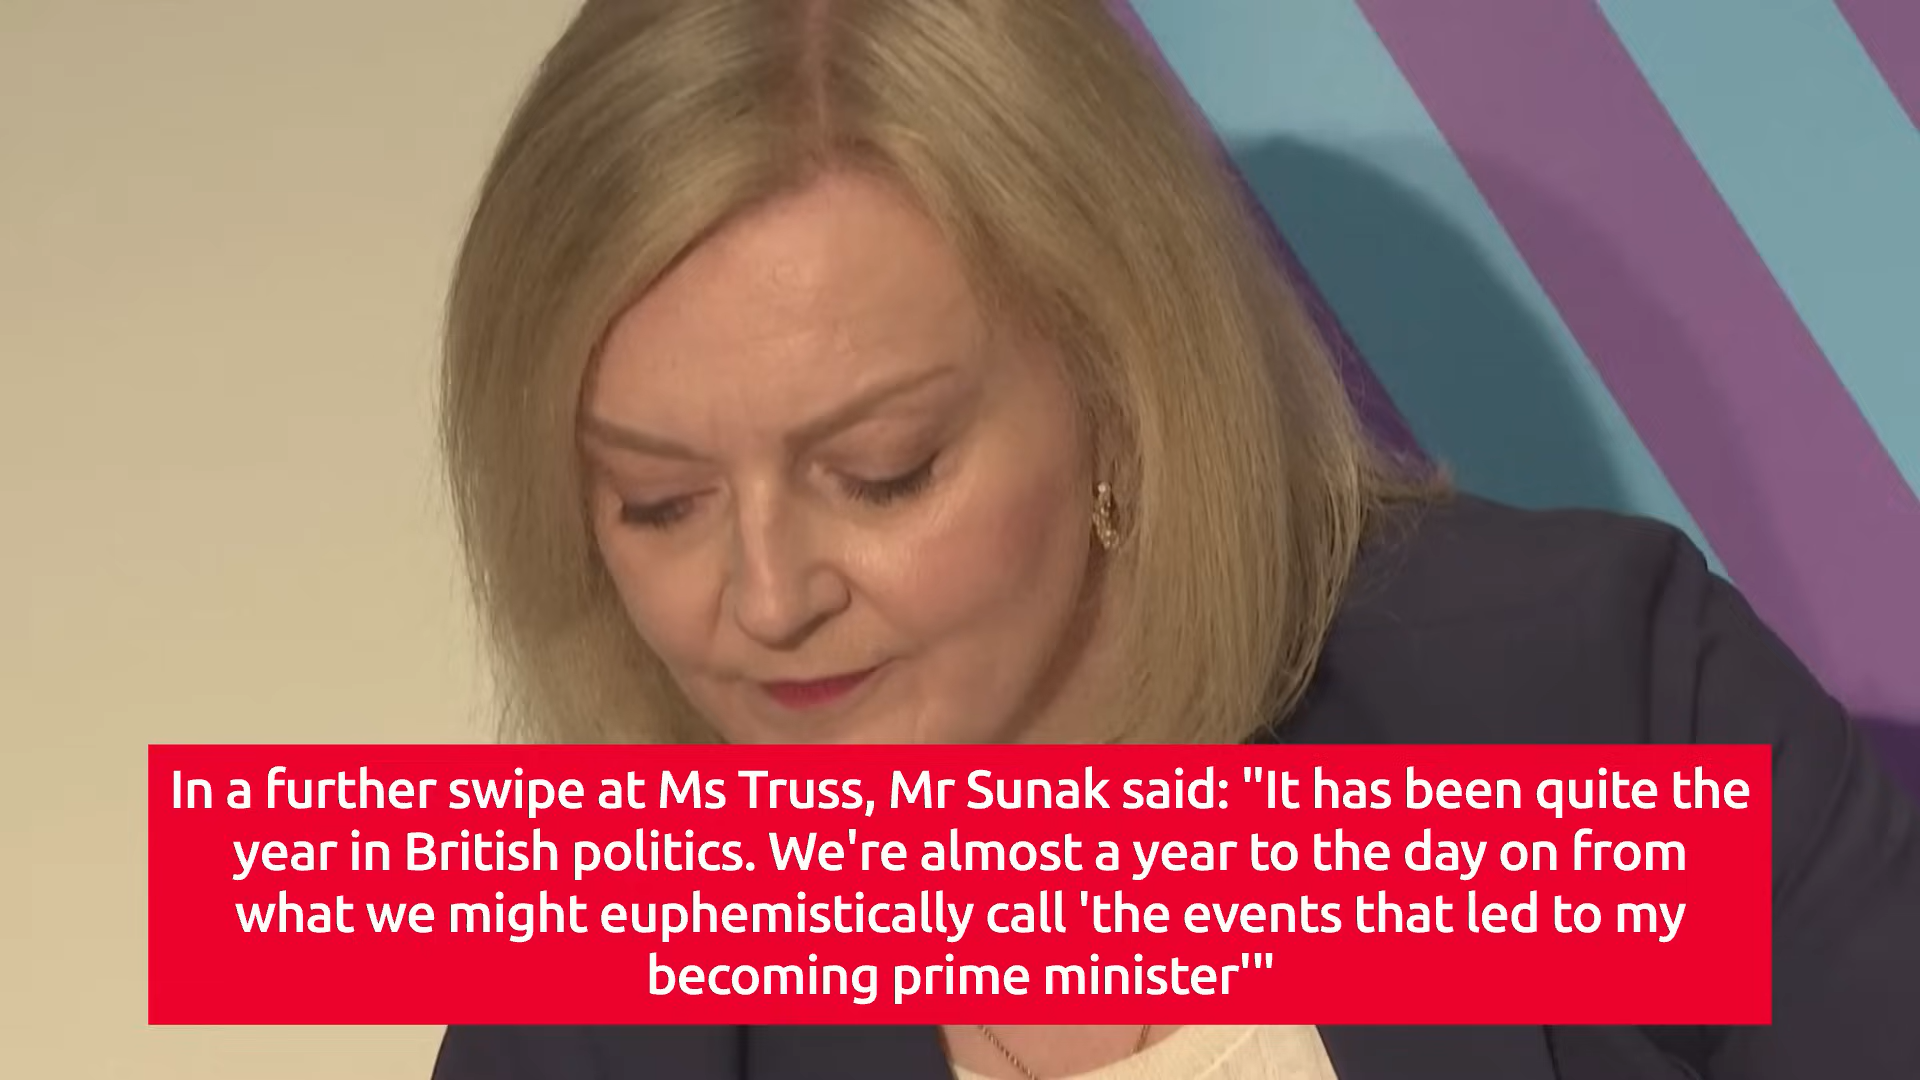 In a further swipe at Ms Truss, Mr Sunak said: "It has been quite the
year in British politics. We're almost a year to the day on from
what we might euphemistically call 'the events that led to my
becoming prime minister'"